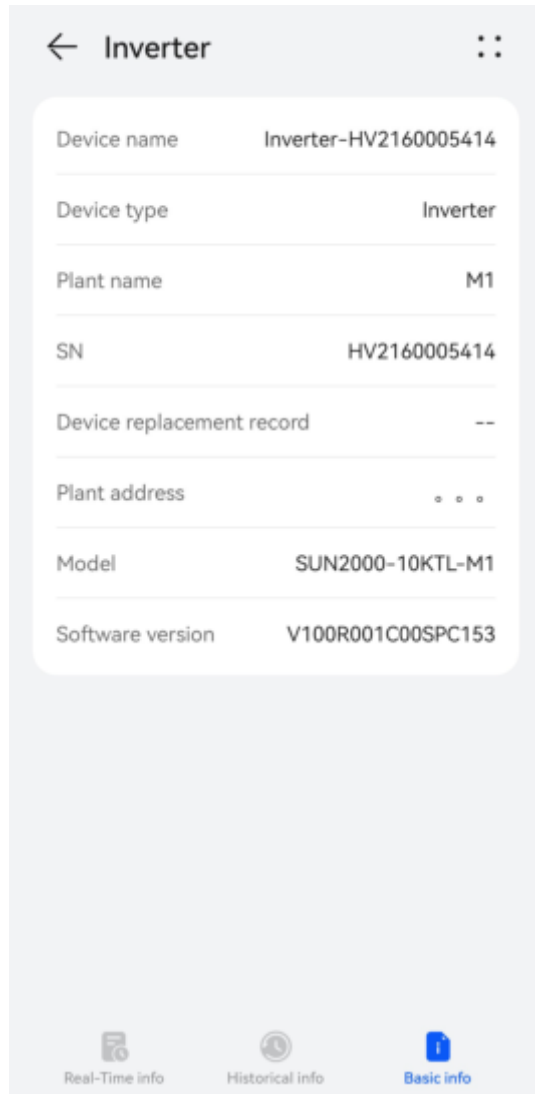 Inverter
Device name Inverter-HV2160005414
Device type Inverter
Plant name M1
SN HV2160005414
Device replacement record --
Plant address 。。。
Model SUN2000-10KTL-M1
Software version V100R001C00SPC153
Real-Time info Historical info Basic info